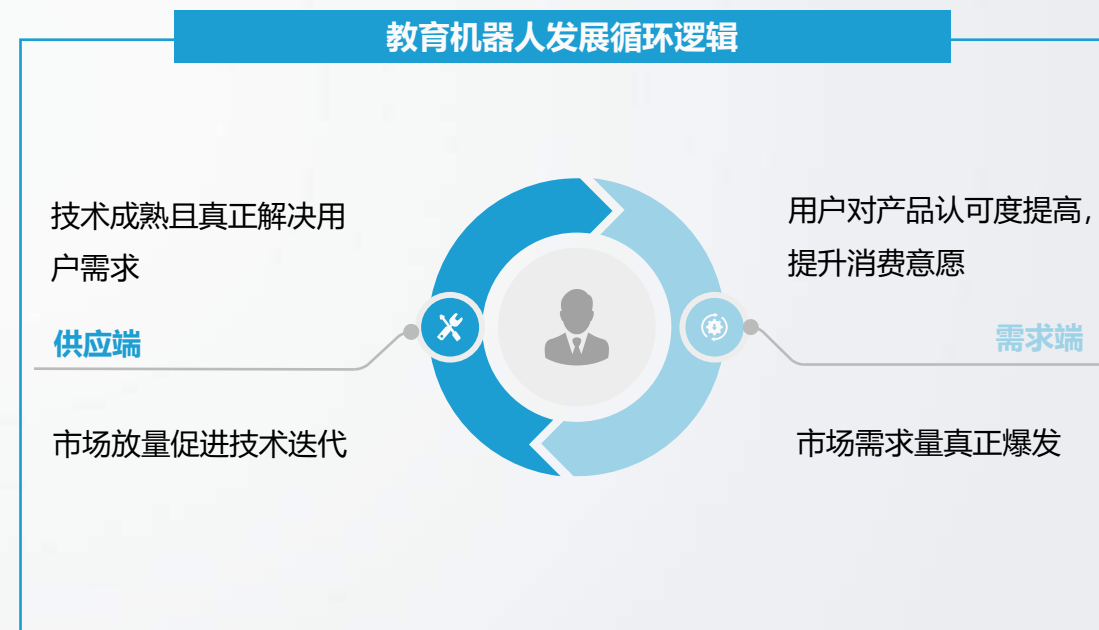 教育机器人发展循环逻辑
技术成熟且真正解决用
户需求
供应端
市场放量促进技术迭代
用户对产品认可度提高，
提升消费意愿
需求端
市场需求量真正爆发